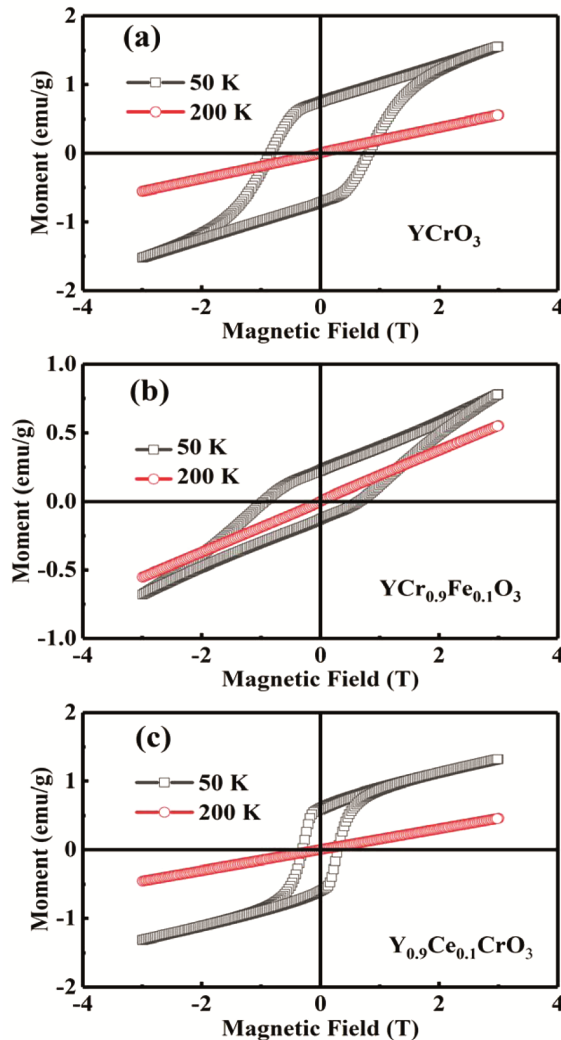 (a)
50 K
200 K
YCrO₃
Moment (emu/g)
2
1
0
-1
-2
-4
-2
0
2
4
Magnetic Field (T)
(b)
50 K
200 K
YCr₀.₉Fe₀.₁O₃
Moment (emu/g)
1.0
0.5
0.0
-0.5
-1.0
-4
-2
0
2
4
Magnetic Field (T)
(c)
50 K
200 K
Y₀.₉Ce₀.₁CrO₃
Moment (emu/g)
2
1
0
-1
-2
-4
-2
0
2
4
Magnetic Field (T)